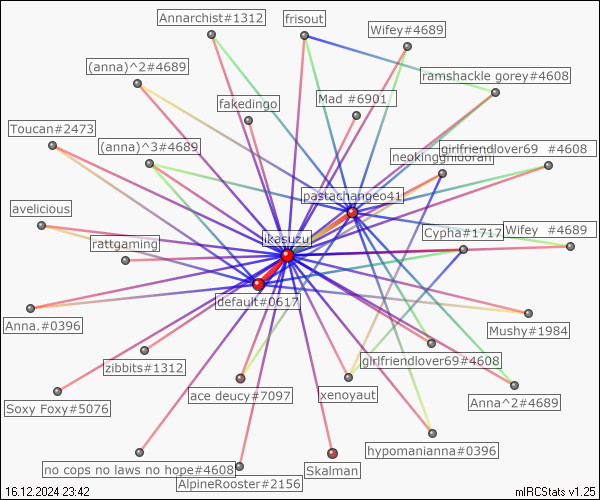 Annarchist#1312
frisout
Wifey#4689
(anna)^2#4689
ramshackle gorey#4608
fakedingo
Mad #6901
Toucan#2473
(anna)^3#4689
girlfriendlover69 #4608
neokingghidorah
pastachangeo41
avelicious
ikasuzu
Cypha#1717
Wifey #4689
rattgaming
default#0617
Anna.#0396
Mushy#1984
zibbits#1312
girlfriendlover69#4608
ace deucy#7097
xenoyaut
Soxy Foxy#5076
Anna^2#4689
hypomanianna#0396
no cops no laws no hope#4608
Skalman
AlpineRooster#2156
16.12.2024 23:42
mIRCStats v1.25